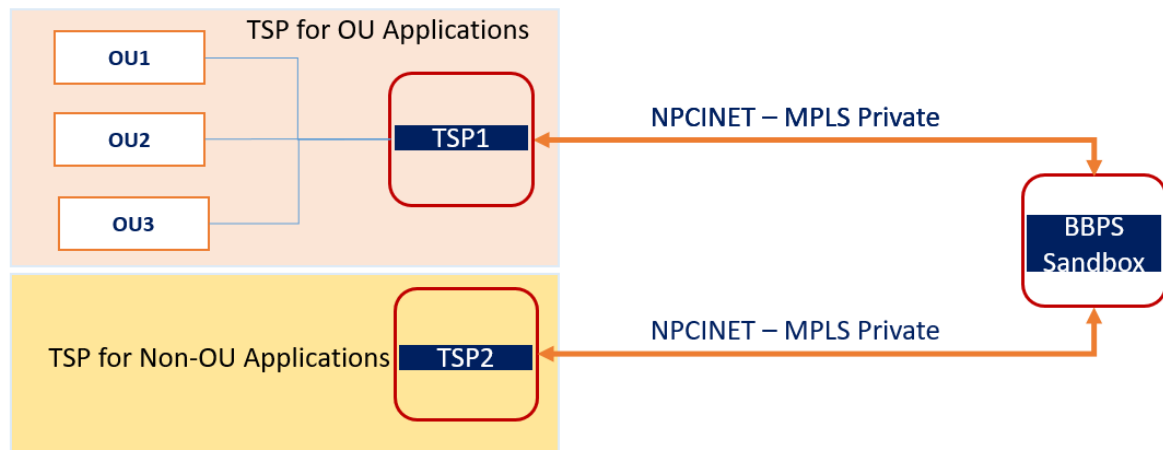 TSP for OU Applications
OU1
OU2
OU3
TSP1
NPCINET – MPLS Private
BBPS
Sandbox
TSP for Non-OU Applications
TSP2
NPCINET – MPLS Private